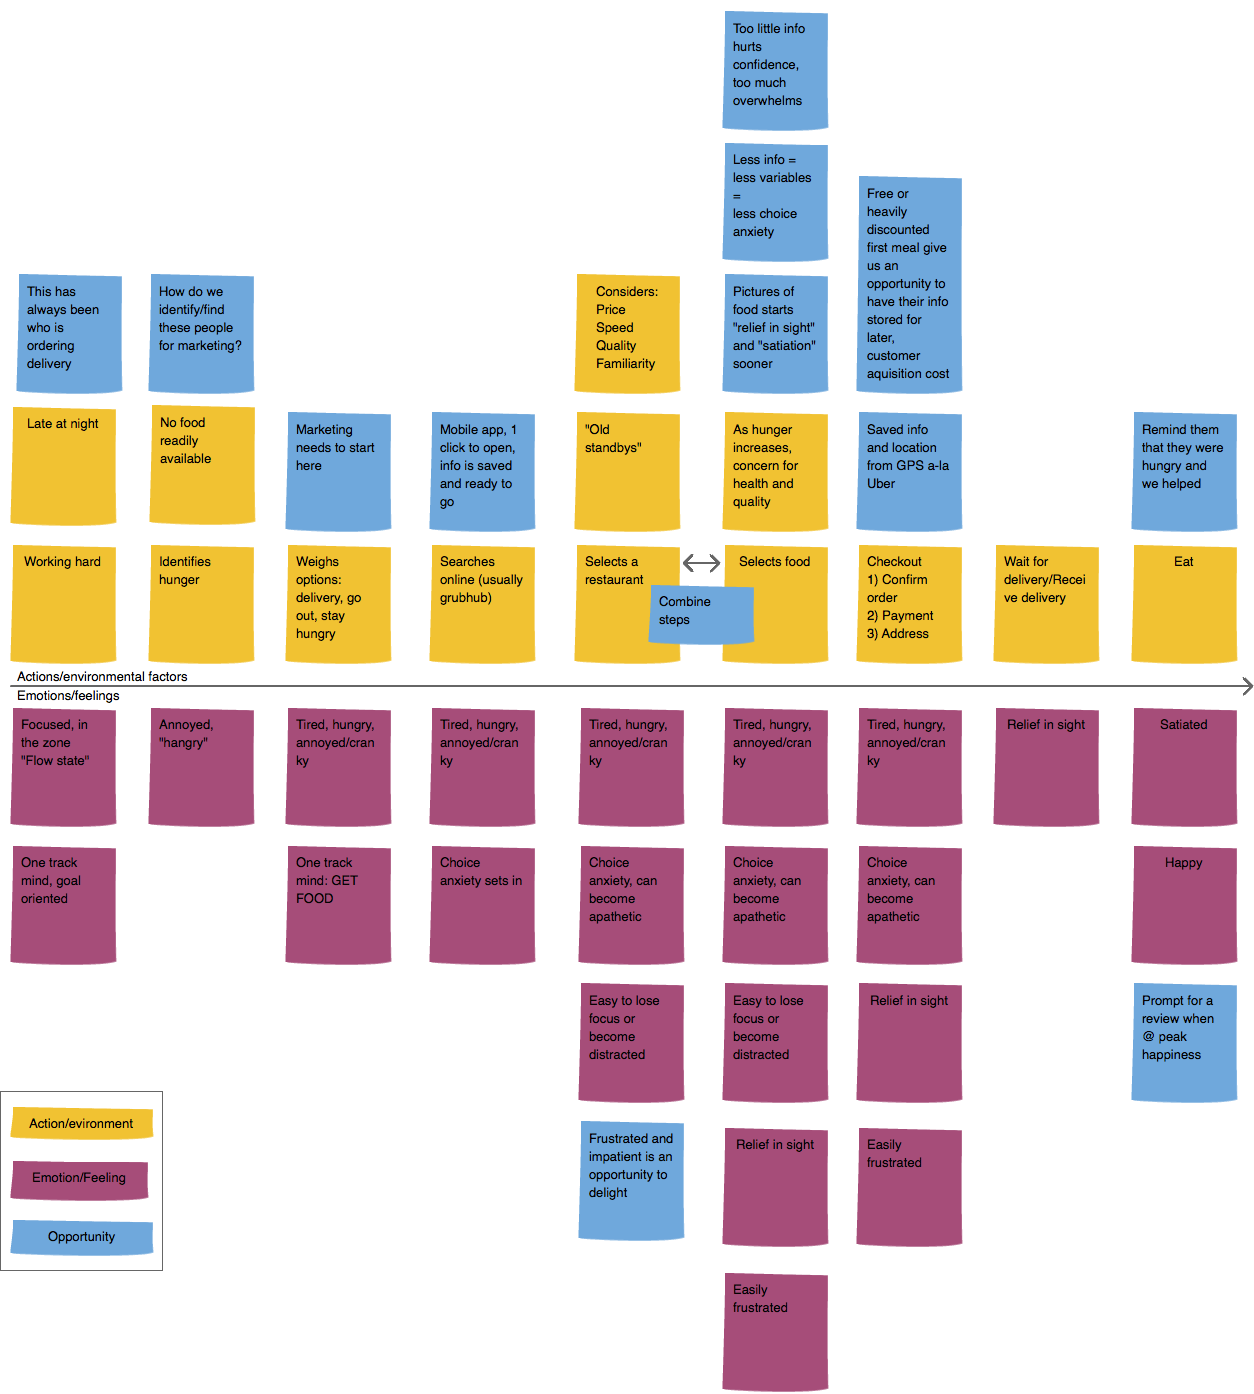 Too little info
hurts
confidence,
too much
overwhelms
Less info =
less variables
=
less choice
anxiety
Free or
heavily
discounted
first meal give
us an
opportunity to
have their info
stored for
later,
customer
aquisition cost
This has
always been
who is
ordering
delivery
How do we
identify/find
these people
for marketing?
Considers:
Price
Speed
Quality
Familiarity
Pictures of
food starts
"relief in sight"
and "satiation"
sooner
Late at night
No food
readily
available
Marketing
needs to start
here
Mobile app, 1
click to open,
info is saved
and ready to
go
"Old
standbys"
As hunger
increases,
concern for
health and
quality
Saved info
and location
from GPS a-la
Uber
Remind them
that they were
hungry and
we helped
Working hard
Identifies
hunger
Weighs
options:
delivery, go
out, stay
hungry
Searches
online (usually
grubhub)
Selects a
restaurant
Combine
steps
Selects food
Checkout
1) Confirm
order
2) Payment
3) Address
Wait for
delivery/Recei
ve delivery
Eat
Actions/environmental factors
Emotions/feelings
Focused, in
the zone
"Flow state"
Annoyed,
"hangry"
Tired, hungry,
annoyed/cran
ky
Tired, hungry,
annoyed/cran
ky
Tired, hungry,
annoyed/cran
ky
Tired, hungry,
annoyed/cran
ky
Tired, hungry,
annoyed/cran
ky
Relief in sight
Satiated
One track
mind, goal
oriented
One track
mind: GET
FOOD
Choice
anxiety sets in
Choice
anxiety, can
become
apathetic
Choice
anxiety, can
become
apathetic
Choice
anxiety, can
become
apathetic
Happy
Easy to lose
focus or
become
distracted
Easy to lose
focus or
become
distracted
Relief in sight
Prompt for a
review when
@ peak
happiness
Frustrated and
impatient is an
opportunity to
delight
Relief in sight
Easily
frustrated
Easily
frustrated
Action/evironment
Emotion/Feeling
Opportunity